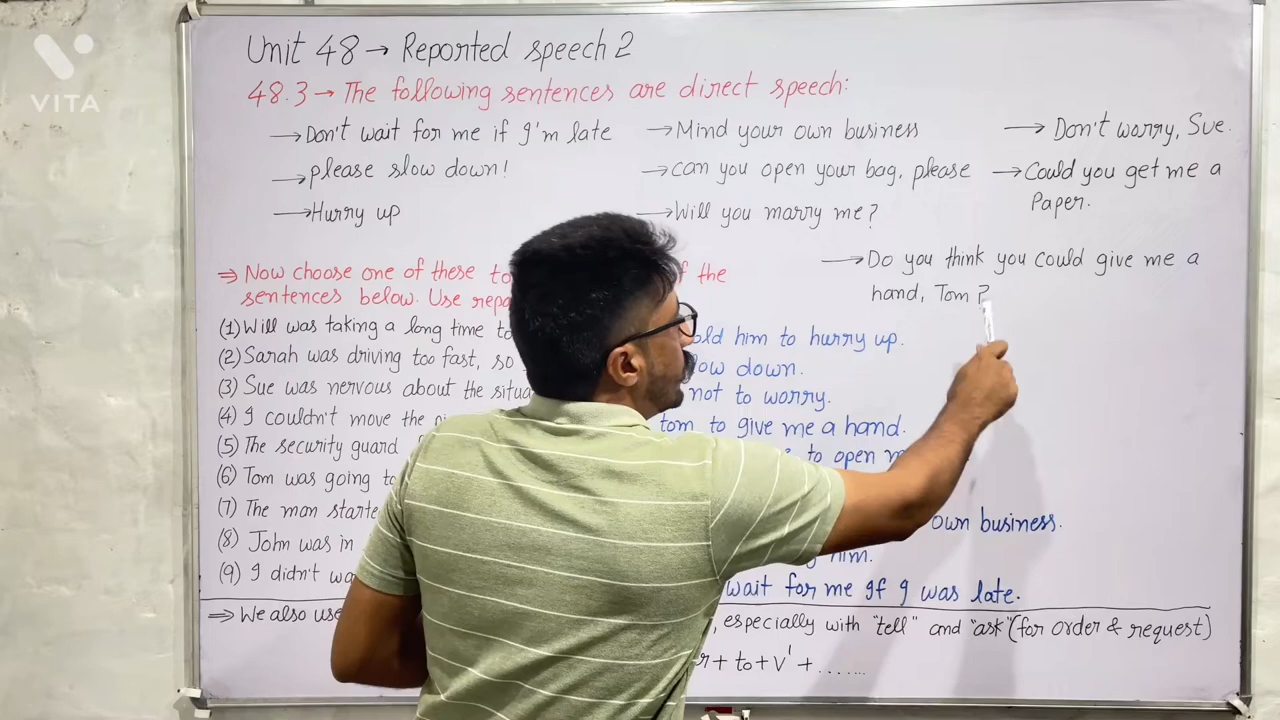 VITA
Unit 48 → Reported speech 2
48.3 → The following sentences are direct speech:
→ Don't wait for me if I'm late
→ please slow down!
→ Hurry up
→ Mind your own business
→ can you open your bag, please
→ Will you marry me?
→ Don't worry, Sue.
→ Could you get me a
Paper.
→ Do you think you could give me a
hand, Tom ?
⇒ Now choose one of these to of the
sentences below. Use
(1) Will was taking a long time to old him to hurry up.
(2) Sarah was driving too fast, so low down.
(3) Sue was nervous about the not to worry.
(4) I couldn't move the tom to give me a hand.
(5) The security guard to open
(6) Tom was going to
(7) The man own business.
(8) John was in him.
(9) I didn't wait for me If I was late.
⇒ We also use , especially with "tell" and "ask" (for order & request)
r + to + V¹ + .......